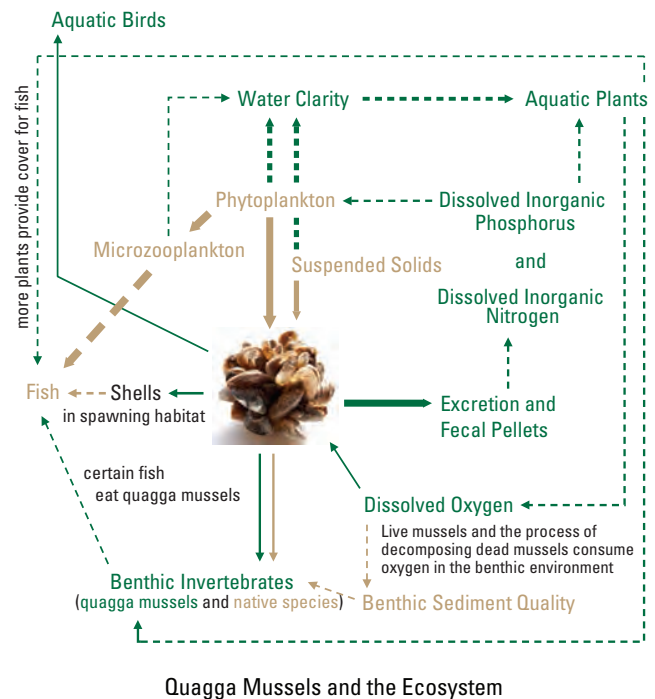 Aquatic Birds
more plants provide cover for fish
Water Clarity
Aquatic Plants
Phytoplankton
Dissolved Inorganic
Phosphorus
Microzooplankton
Suspended Solids
and
Dissolved Inorganic
Nitrogen
Fish
Shells
in spawning habitat
Excretion and
Fecal Pellets
certain fish
eat quagga mussels
Dissolved Oxygen
Live mussels and the process of
decomposing dead mussels consume
oxygen in the benthic environment
Benthic Invertebrates
(quagga mussels and native species)
Benthic Sediment Quality
Quagga Mussels and the Ecosystem